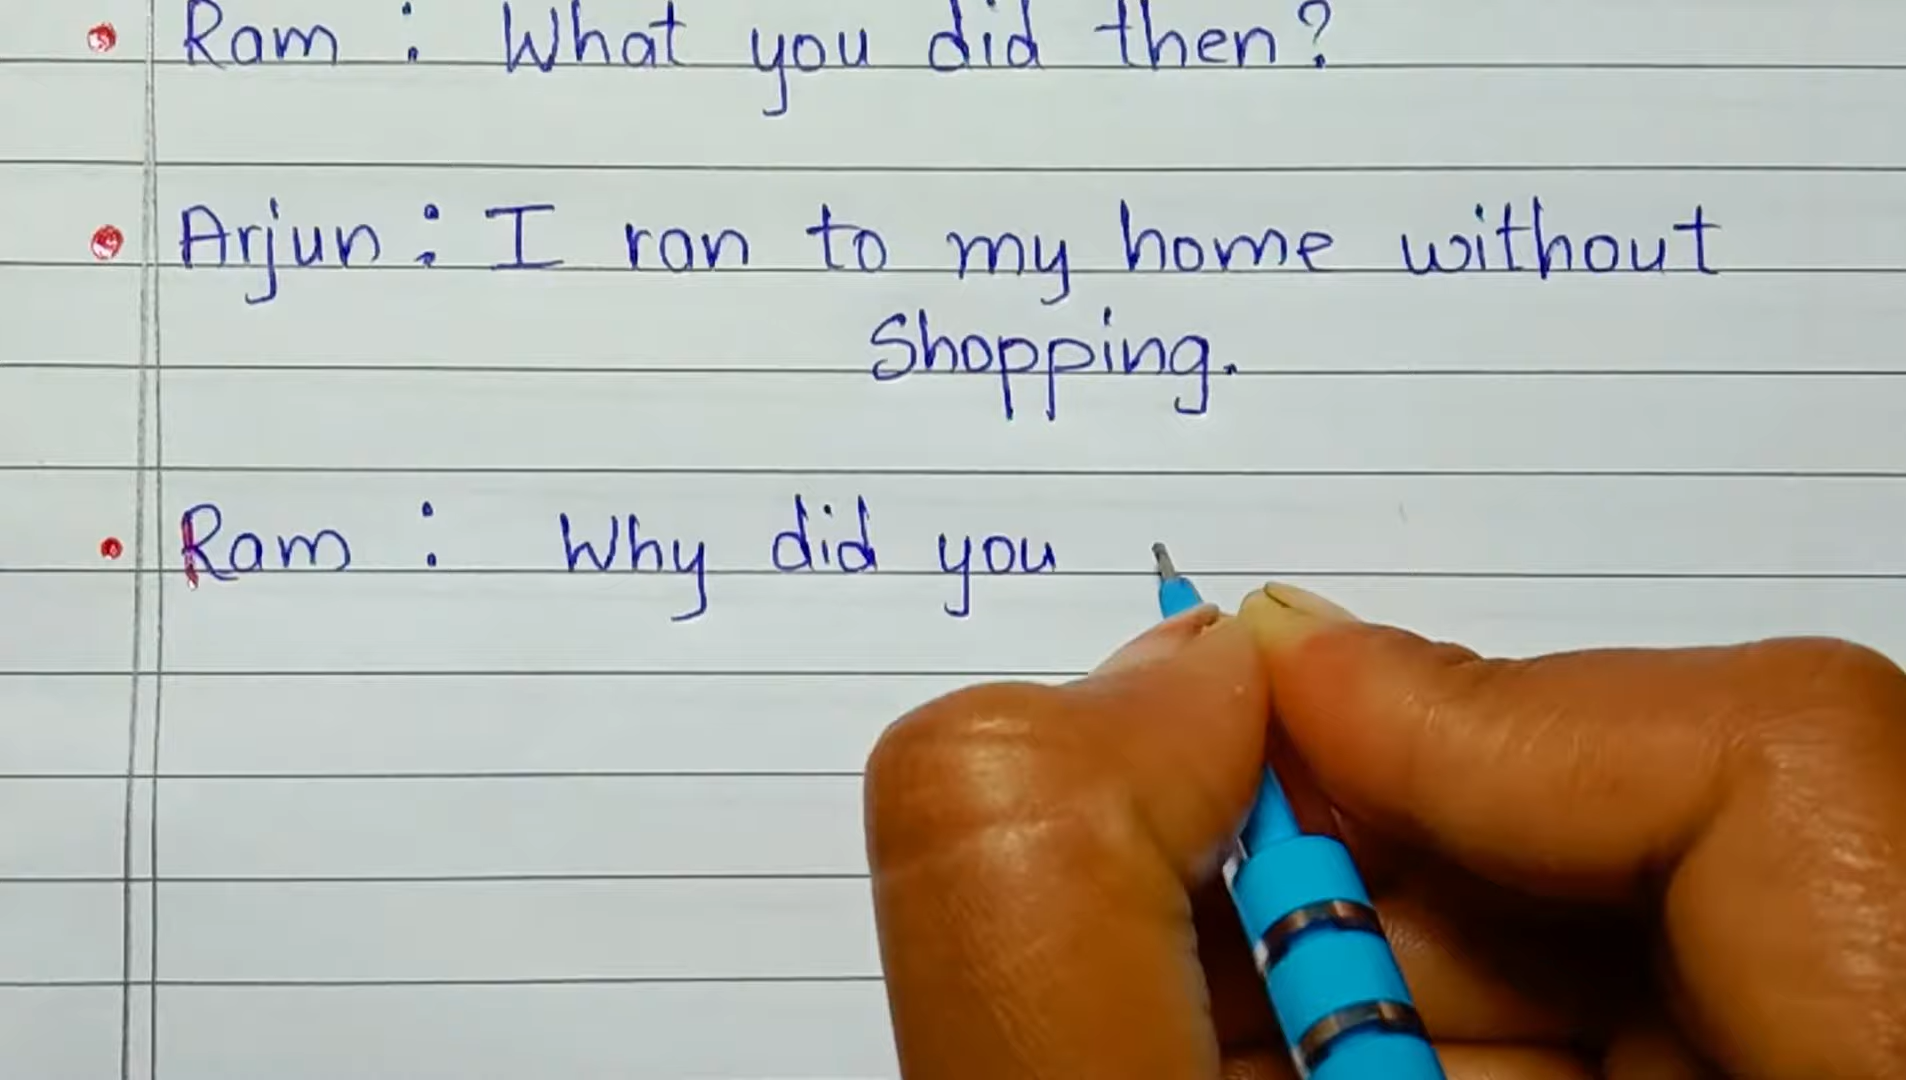 Ram : What you did then?
Arjun : I ran to my home without
Shopping.
Ram : Why did you